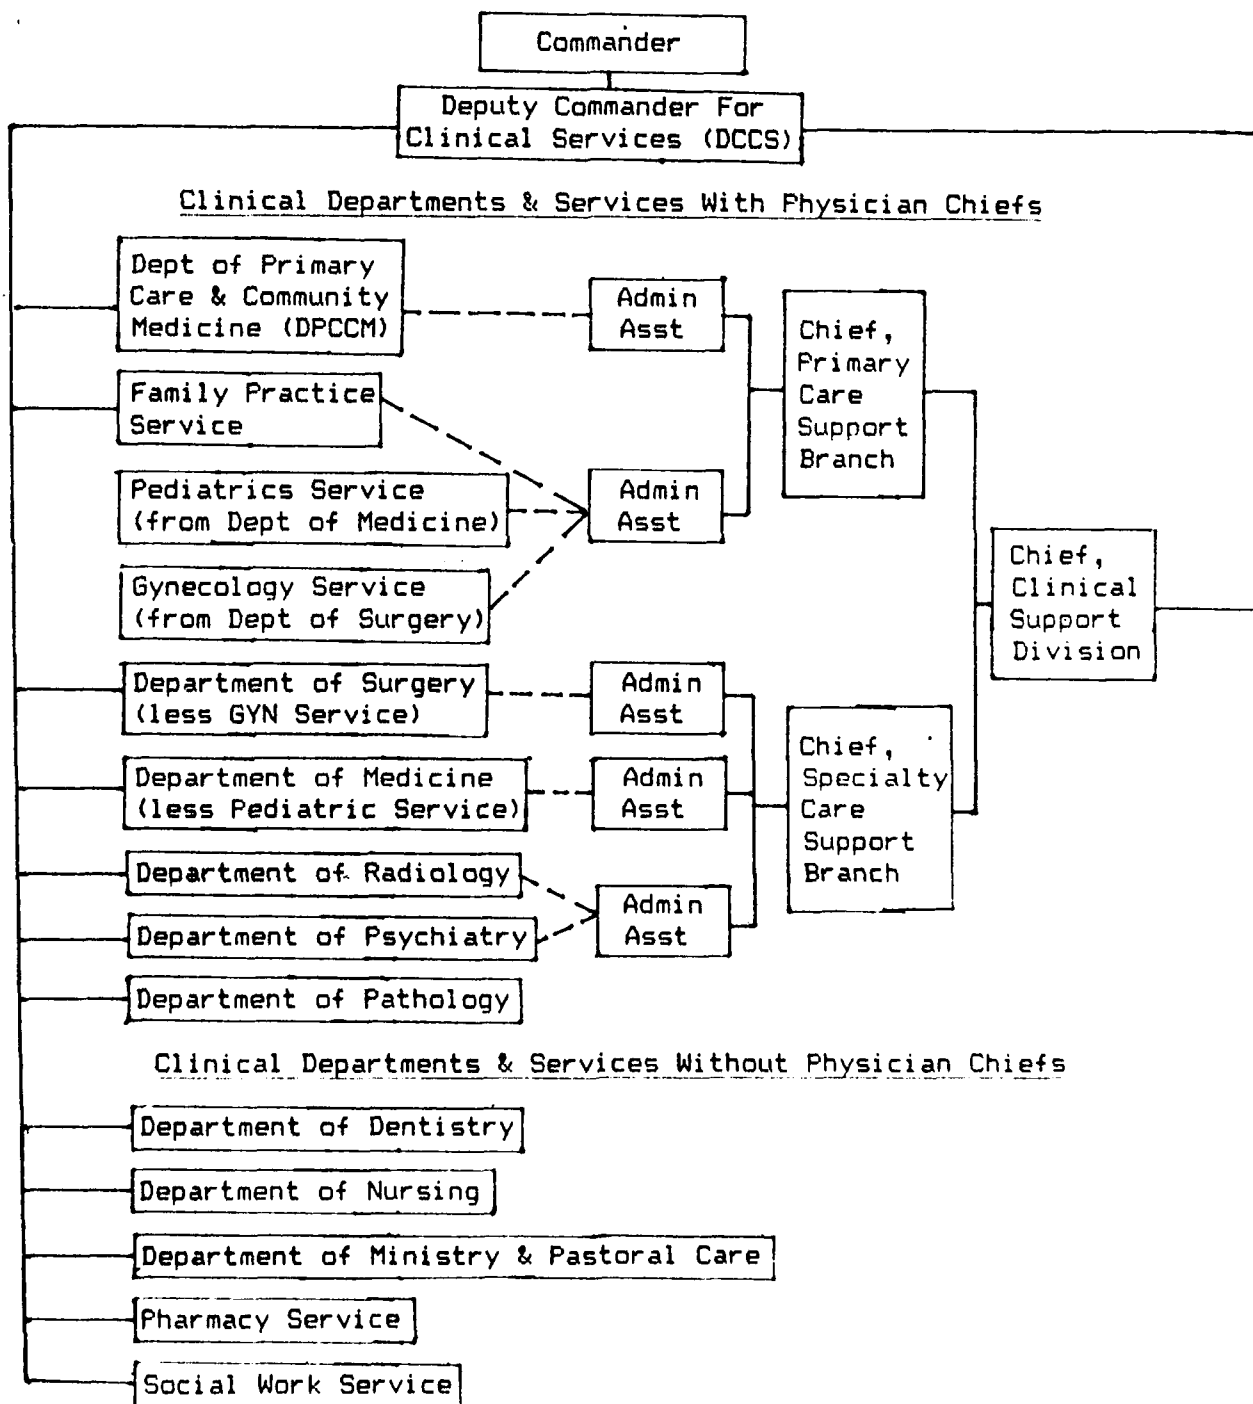 Commander
Deputy Commander For
Clinical Services (DCCS)
Clinical Departments & Services With Physician Chiefs
Dept of Primary
Care & Community
Medicine (DPCCM)
Admin
Asst
Chief,
Primary
Care
Support
Branch
Family Practice
Service
Pediatrics Service
(from Dept of Medicine)
Admin
Asst
Gynecology Service
(from Dept of Surgery)
Chief,
Clinical
Support
Division
Department of Surgery
(less GYN Service)
Admin
Asst
Chief,
Specialty
Care
Support
Branch
Department of Medicine
(less Pediatric Service)
Admin
Asst
Department of Radiology
Admin
Asst
Department of Psychiatry
Department of Pathology
Clinical Departments & Services Without Physician Chiefs
Department of Dentistry
Department of Nursing
Department of Ministry & Pastoral Care
Pharmacy Service
Social Work Service